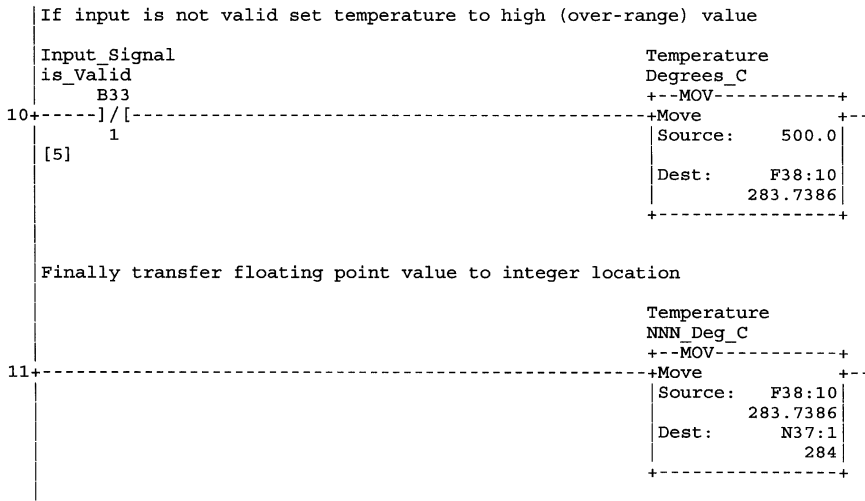 If input is not valid set temperature to high (over-range) value
Input_Signal Temperature
is_Valid Degrees_C
B33 +--MOV-----------+
10+-----]/[---------------------------------------------+Move +--
1 |Source: 500.0|
[5]
|Dest: F38:10|
283.7386|
+----------------+
Finally transfer floating point value to integer location
Temperature
NNN_Deg_C
+--MOV-----------+
11+-----------------------------------------------------+Move +--
|Source: F38:10|
283.7386|
|Dest: N37:1|
284|
+----------------+